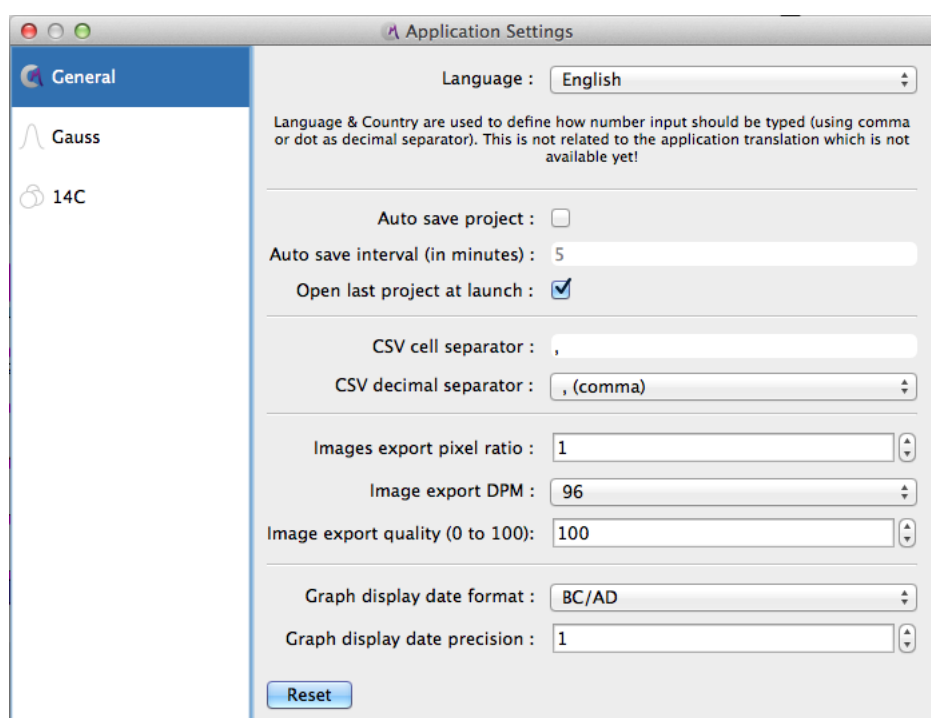 Application Settings
General
Gauss
14C
Language : English
Language & Country are used to define how number input should be typed (using comma
or dot as decimal separator). This is not related to the application translation which is not
available yet!
Auto save project :
Auto save interval (in minutes) : 5
Open last project at launch :
CSV cell separator : ,
CSV decimal separator : , (comma)
Images export pixel ratio : 1
Image export DPM : 96
Image export quality (0 to 100): 100
Graph display date format : BC/AD
Graph display date precision : 1
Reset